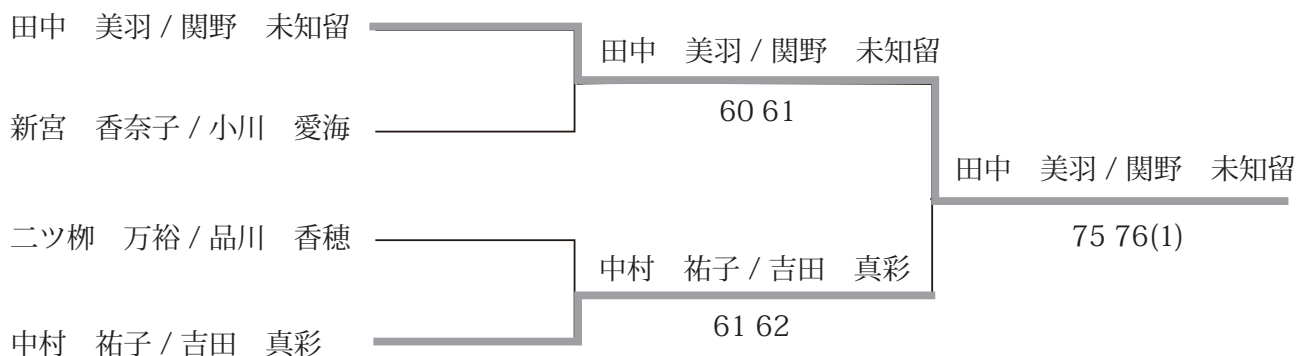 田中　美羽 / 関野　未知留
新宮　香奈子 / 小川　愛海
二ツ柳　万裕 / 品川　香穂
中村　祐子 / 吉田　真彩
田中　美羽 / 関野　未知留
60 61
中村　祐子 / 吉田　真彩
61 62
田中　美羽 / 関野　未知留
75 76(1)